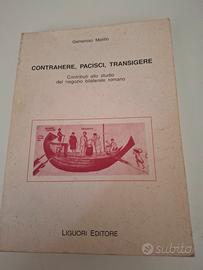 Generoso Melillo
CONTRAHERE, PACISCI, TRANSIGERE
Contributi allo studio
del negozio bilaterale romano
LIGUORI EDITORE
subito